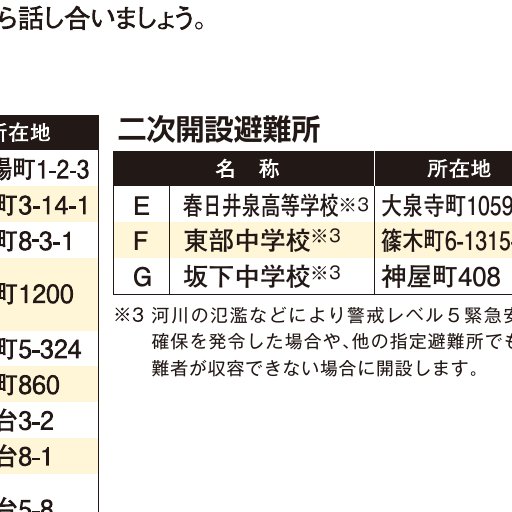 ら話し合いましょう。
所在地
陽町1-2-3
町3-14-1
町8-3-1
町1200
町5-324
町860
台3-2
台8-1
台5-8
二次開設避難所
名 称 所在地
E 春日井泉高等学校※3 大泉寺町1059
F 東部中学校※3 篠木町6-1315-
G 坂下中学校※3 神屋町408
※3 河川の氾濫などにより警戒レベル5緊急安
確保を発令した場合や、他の指定避難所でも
難者が収容できない場合に開設します。